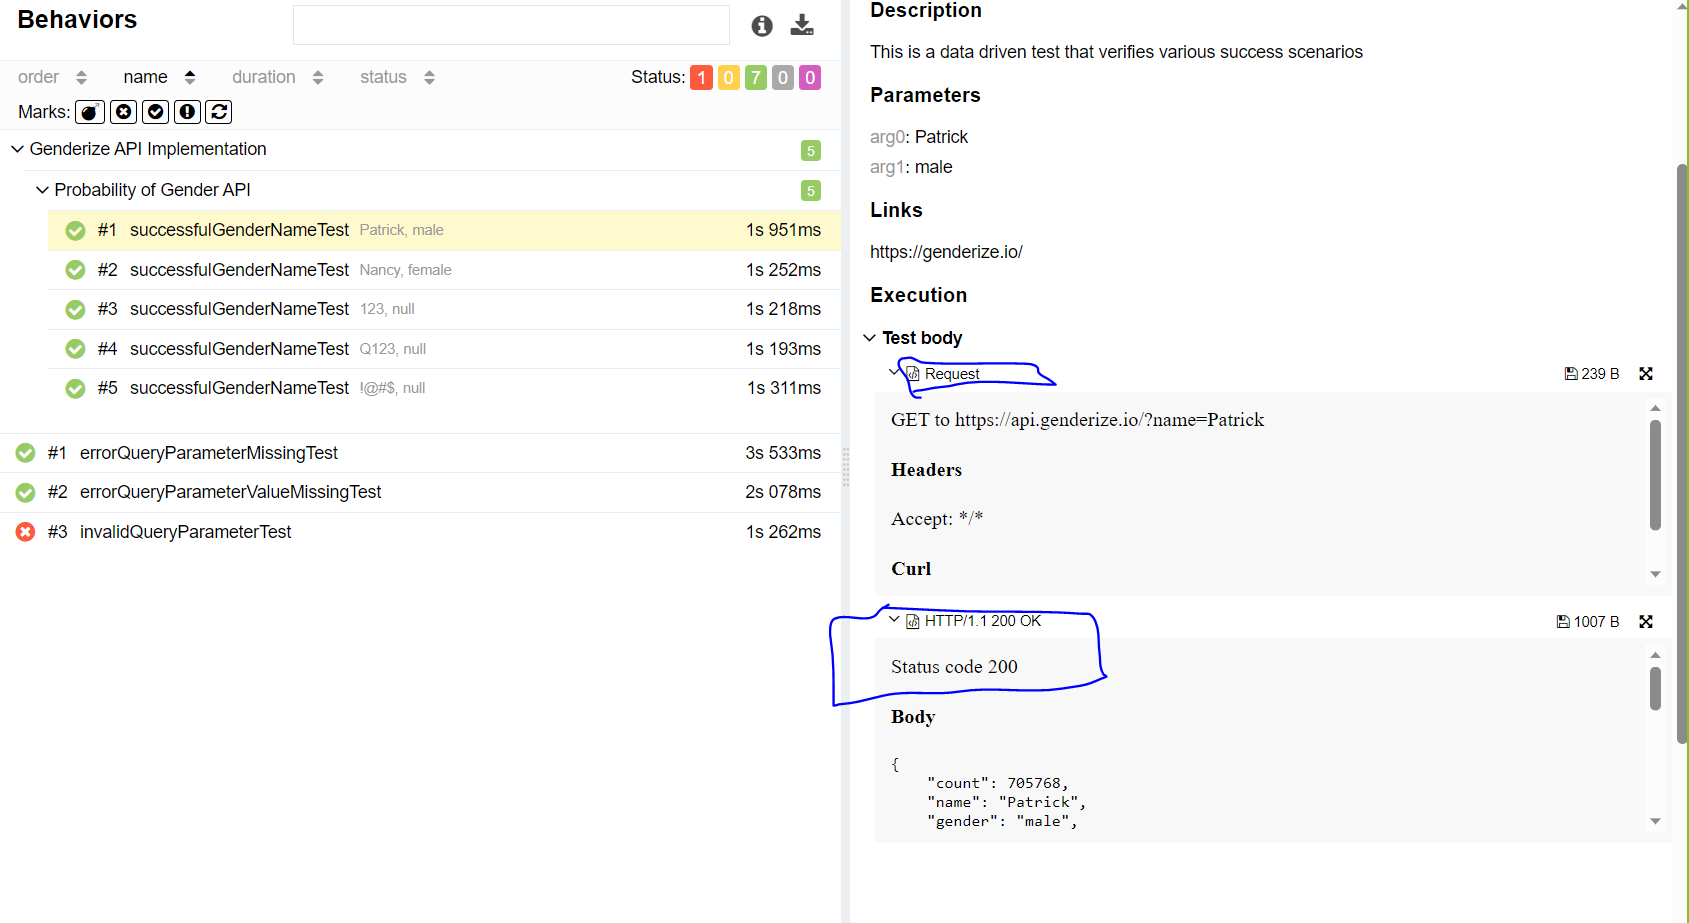 Behaviors
order name duration status Status: 1 0 7 0 0
Marks:
Genderize API Implementation 5
Probability of Gender API 5
#1 successfulGenderNameTest Patrick, male 1s 951ms
#2 successfulGenderNameTest Nancy, female 1s 252ms
#3 successfulGenderNameTest 123, null 1s 218ms
#4 successfulGenderNameTest Q123, null 1s 193ms
#5 successfulGenderNameTest !@#$, null 1s 311ms
#1 errorQueryParameterMissingTest 3s 533ms
#2 errorQueryParameterValueMissingTest 2s 078ms
#3 invalidQueryParameterTest 1s 262ms
Description
This is a data driven test that verifies various success scenarios
Parameters
arg0: Patrick
arg1: male
Links
https://genderize.io/
Execution
Test body
Request 239 B
GET to https://api.genderize.io/?name=Patrick
Headers
Accept: */*
Curl
HTTP/1.1 200 OK 1007 B
Status code 200
Body
{
"count": 705768,
"name": "Patrick",
"gender": "male",